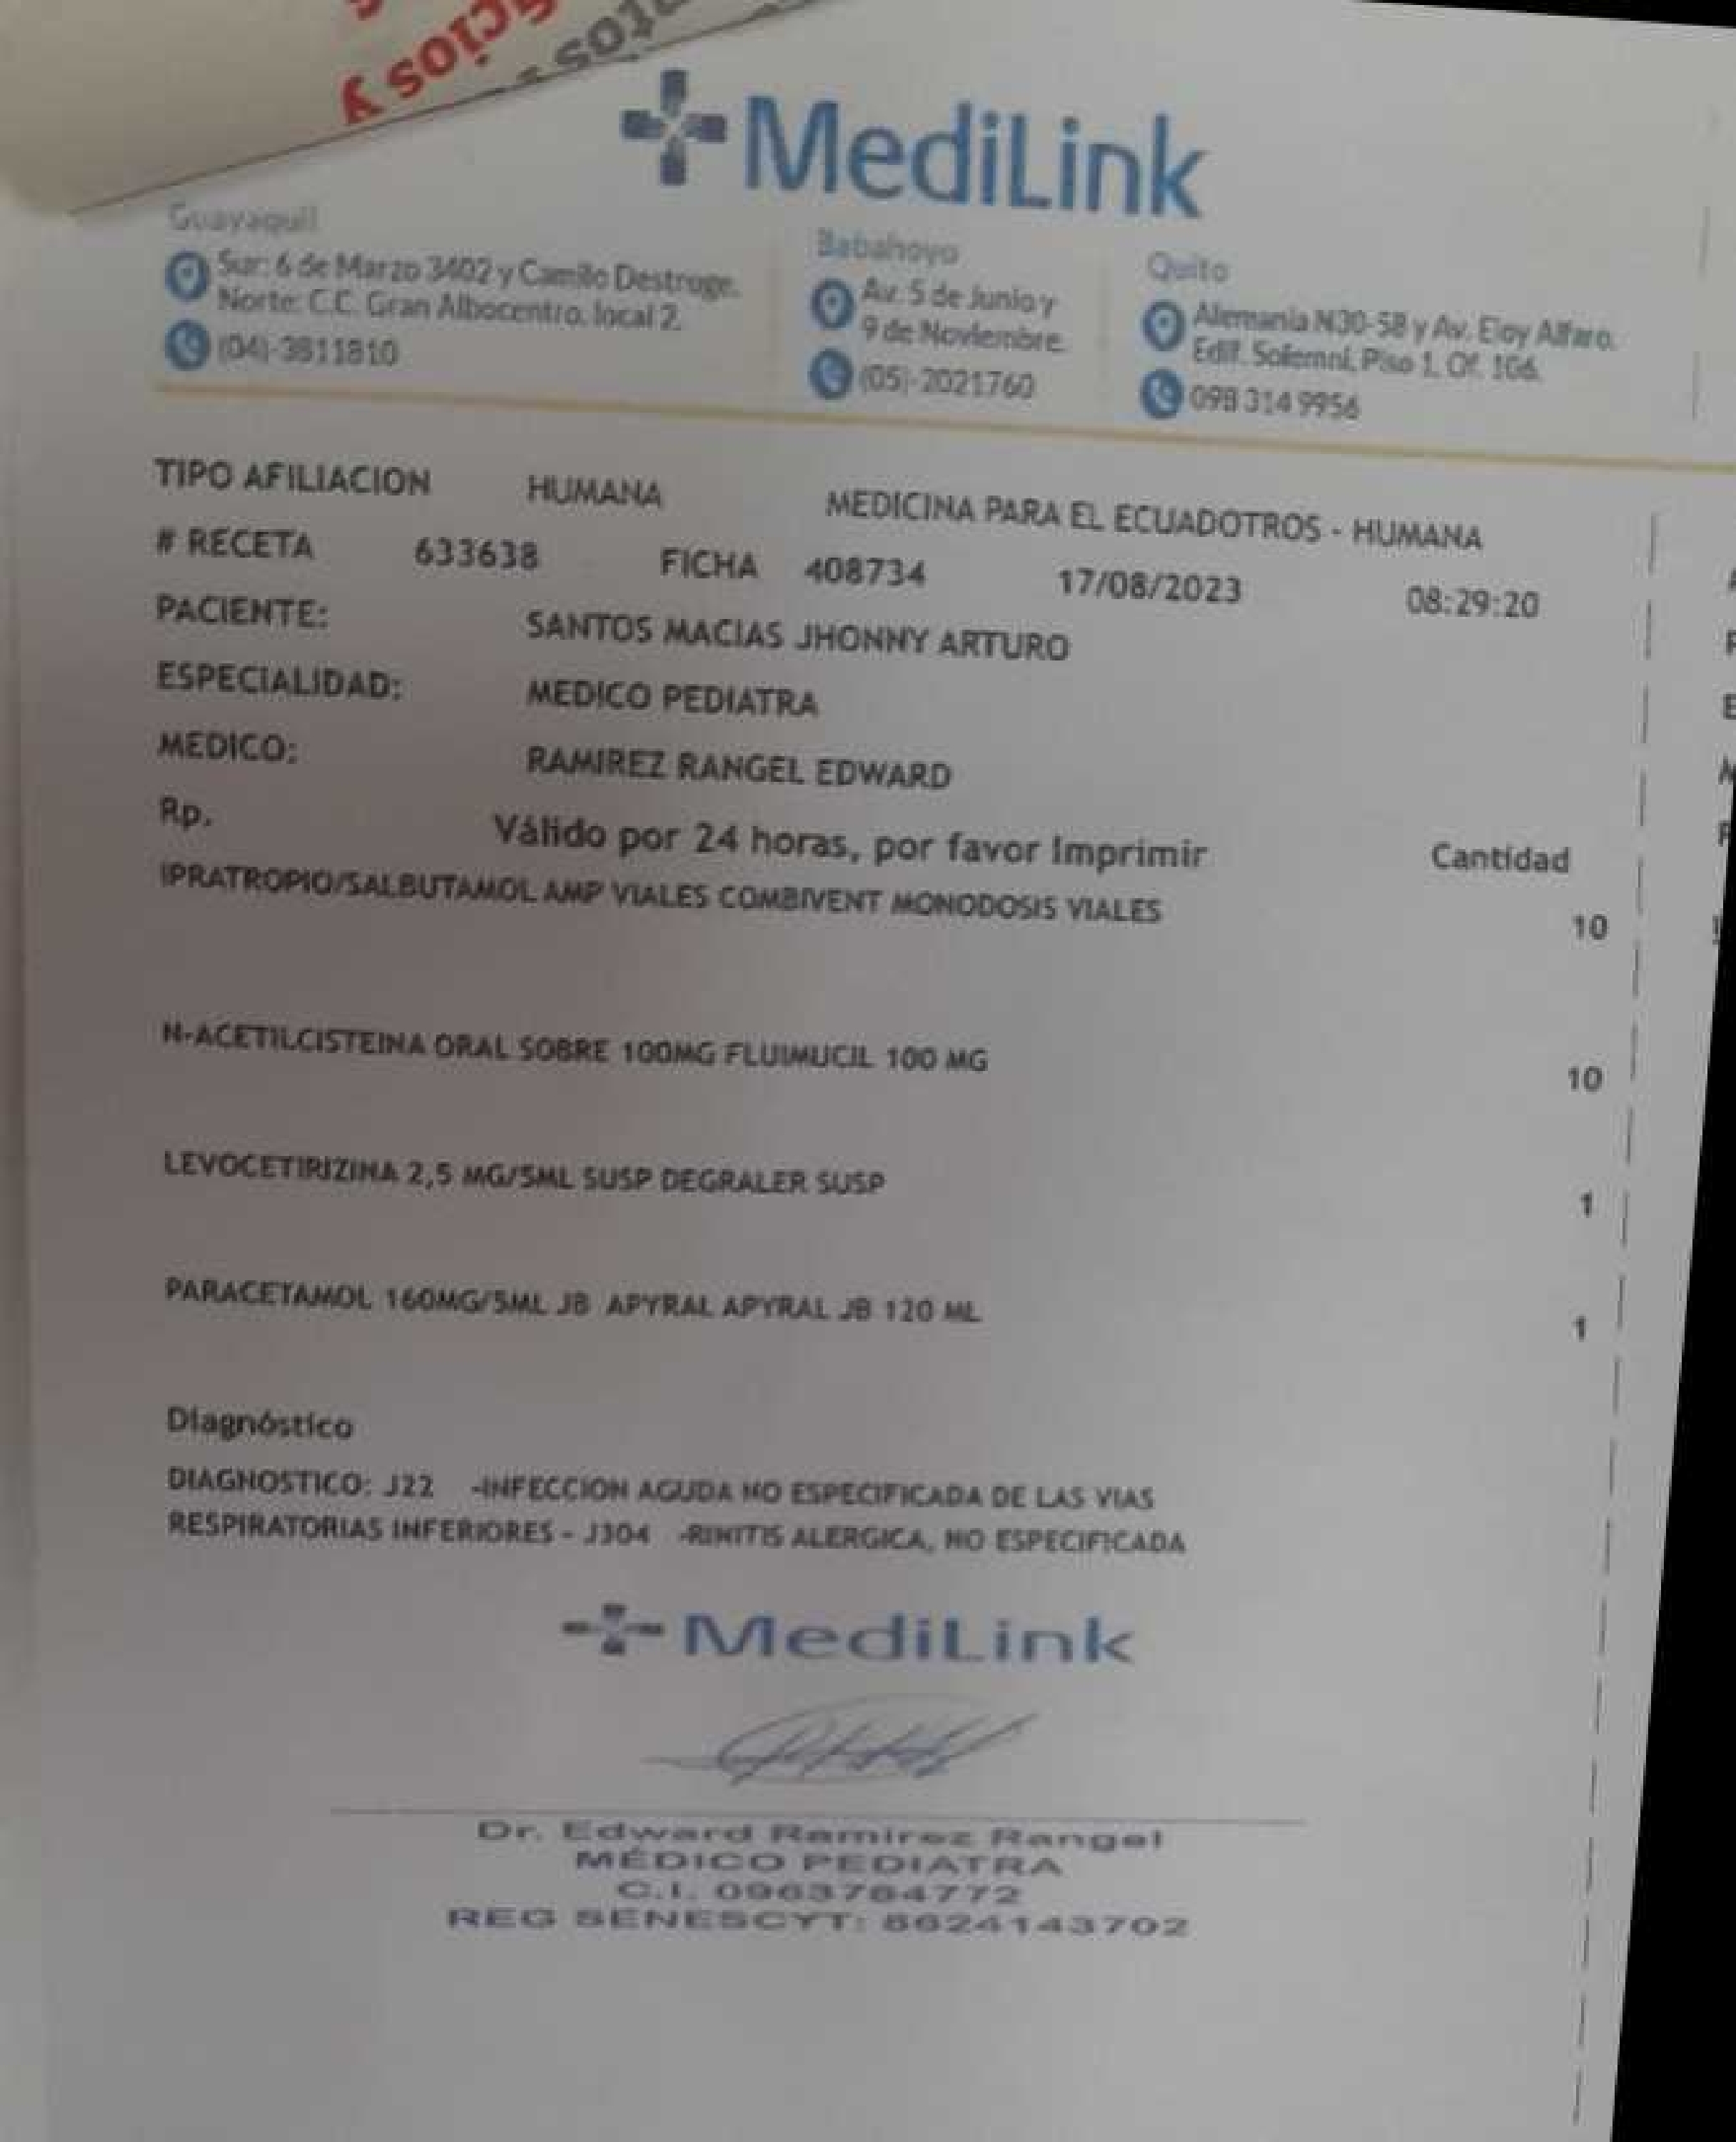 cios y
MediLink
Guayaquil
Sur: 6 de Marzo 3402 y Camilo Destruge.
Norte: C.C. Gran Albocentro, local 2.
(04)-3811810
Babahoyo
Av. 5 de Junio y
9 de Noviembre.
(05)-2021760
Quito
Alemania N30-58 y Av. Eloy Alfaro.
Edif. Solemni, Piso 1. Of. 106.
098 314 9956
TIPO AFILIACION HUMANA MEDICINA PARA EL ECUADOTROS - HUMANA
# RECETA 633638 FICHA 408734 17/08/2023 08:29:20
PACIENTE: SANTOS MACIAS JHONNY ARTURO
ESPECIALIDAD: MEDICO PEDIATRA
MEDICO: RAMIREZ RANGEL EDWARD
Rp. Válido por 24 horas, por favor Imprimir Cantidad
IPRATROPIO/SALBUTAMOL AMP VIALES COMBIVENT MONODOSIS VIALES 10
N-ACETILCISTEINA ORAL SOBRE 100MG FLUIMUCIL 100 MG 10
LEVOCETIRIZINA 2,5 MG/5ML SUSP DEGRALER SUSP 1
PARACETAMOL 160MG/5ML JB APYRAL APYRAL JB 120 ML 1
Diagnóstico
DIAGNOSTICO: J22 -INFECCION AGUDA NO ESPECIFICADA DE LAS VIAS
RESPIRATORIAS INFERIORES - J304 -RINITIS ALERGICA, NO ESPECIFICADA
MediLink
Dr. Edward Ramirez Rangel
MÉDICO PEDIATRA
C.I. 0963764772
REG SENESCYT: 8624143702